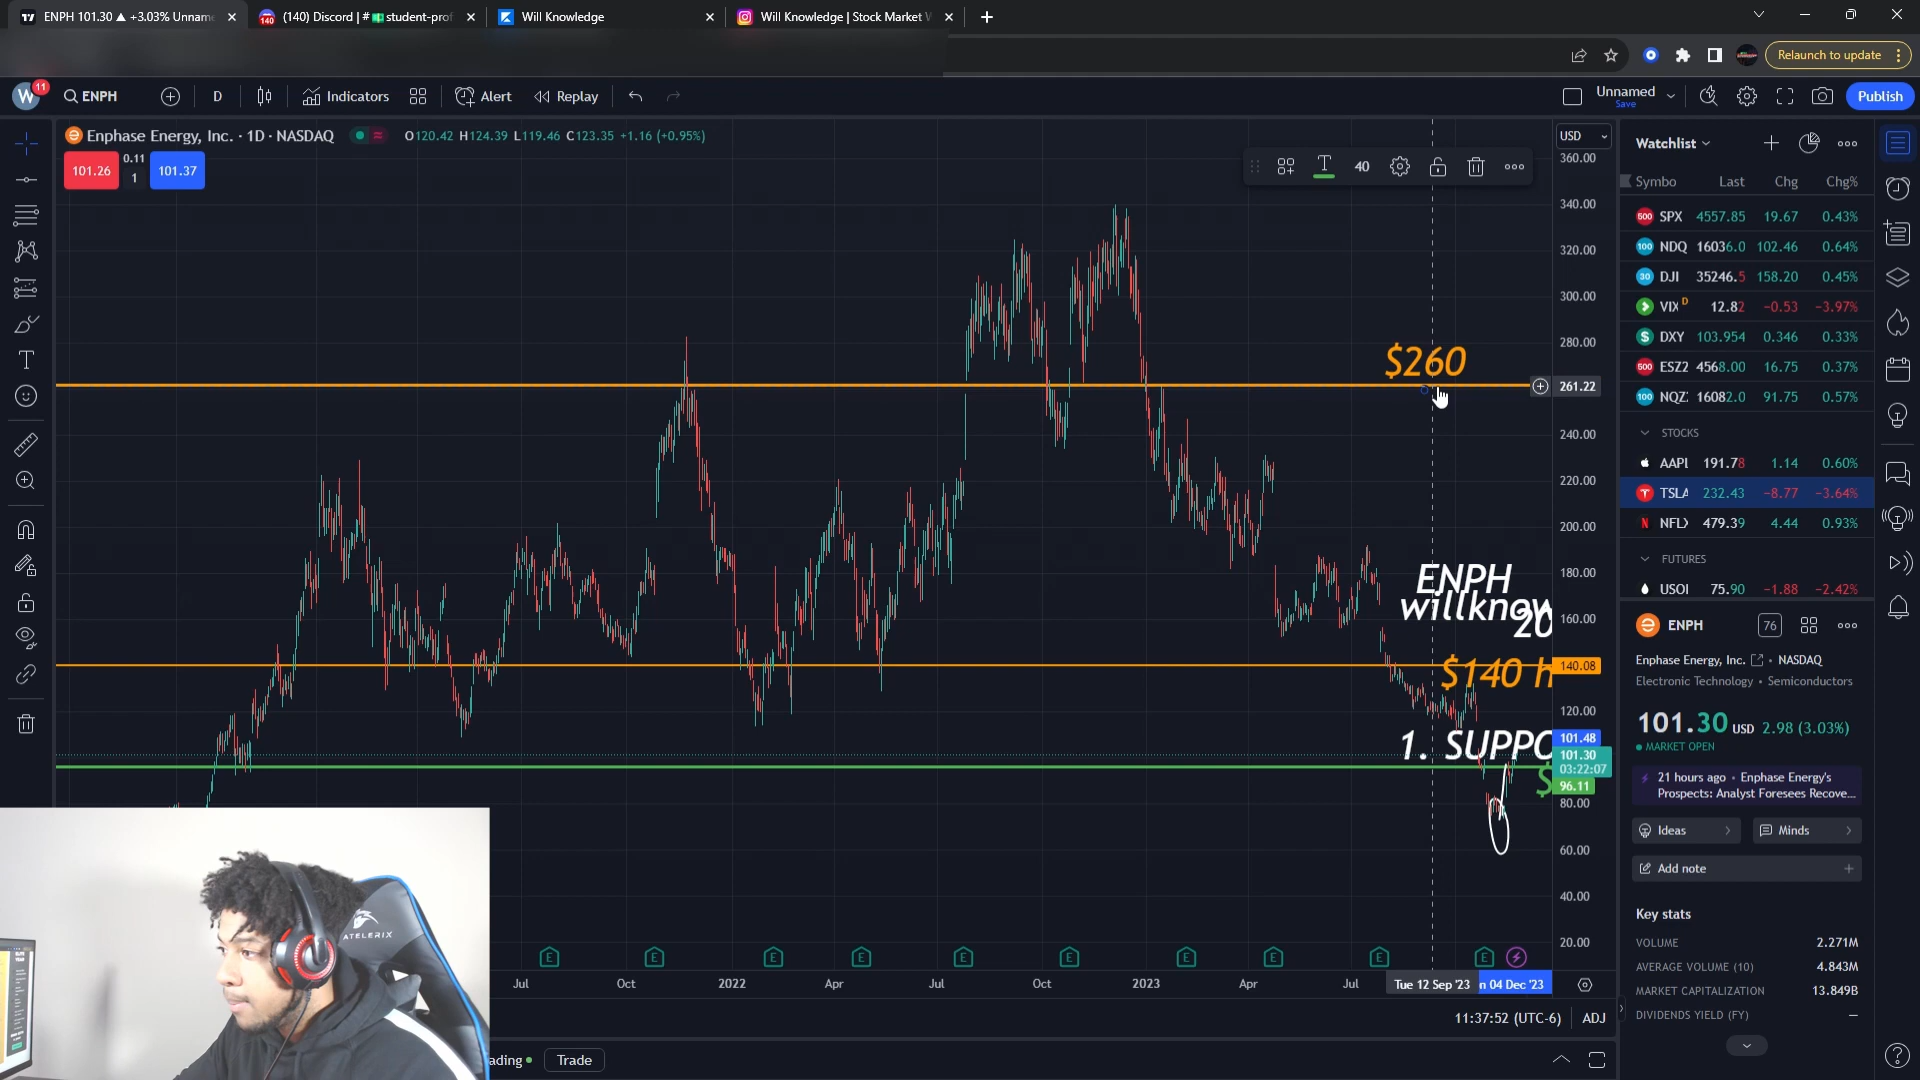 ENPH 101.30 ▲ +3.03% Unnam
(140) Discord | # student-prof
Will Knowledge
Will Knowledge | Stock Market
Relaunch to update
W 11
ENPH
D
Indicators
Alert
Replay
Unnamed
Save
Publish
Enphase Energy, Inc. · 1D · NASDAQ
O120.42 H124.39 L119.46 C123.35 +1.16 (+0.95%)
101.26
0.11
1
101.37
40
USD
360.00
340.00
320.00
300.00
280.00
261.22
240.00
220.00
200.00
180.00
160.00
140.08
120.00
101.48
101.30
03:22:07
96.11
80.00
60.00
40.00
20.00
$260
ENPH
willknow
20
$140 h
1. SUPPO
$
E E E E E E E E E E
Jul Oct 2022 Apr Jul Oct 2023 Apr Jul
Tue 12 Sep '23
n 04 Dec '23
11:37:52 (UTC-6)
ADJ
ading
Trade
ATELERIX
Watchlist
Symbo Last Chg Chg%
500 SPX 4557.85 19.67 0.43%
100 NDQ 16036.0 102.46 0.64%
30 DJI 35246.5 158.20 0.45%
VIX D 12.82 −0.53 −3.97%
$ DXY 103.954 0.346 0.33%
500 ESZ2 4568.00 16.75 0.37%
100 NQZ 16082.0 91.75 0.57%
STOCKS
AAPL 191.78 1.14 0.60%
TSLA 232.43 −8.77 −3.64%
NFLX 479.39 4.44 0.93%
FUTURES
USOI 75.90 −1.88 −2.42%
ENPH
76
Enphase Energy, Inc. · NASDAQ
Electronic Technology · Semiconductors
101.30 USD 2.98 (3.03%)
MARKET OPEN
21 hours ago · Enphase Energy's
Prospects: Analyst Foresees Recove...
Ideas
Minds
Add note
Key stats
VOLUME 2.271M
AVERAGE VOLUME (10) 4.843M
MARKET CAPITALIZATION 13.849B
DIVIDENDS YIELD (FY) —